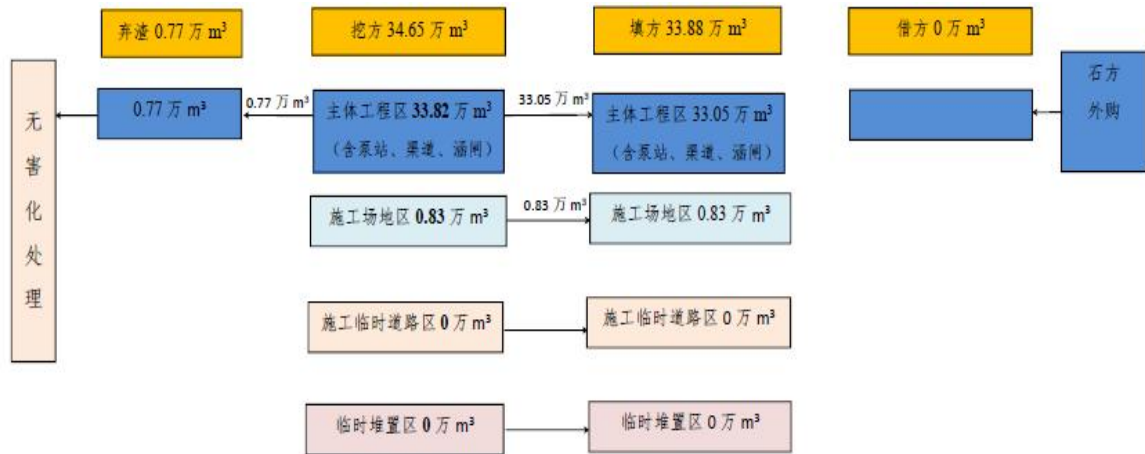 弃渣 0.77 万 m³
挖方 34.65 万 m³
填方 33.88 万 m³
借方 0 万 m³
无害化处理
0.77 万 m³
0.77 万 m³
主体工程区 33.82 万 m³
（含泵站、渠道、涵闸）
33.05 万 m³
主体工程区 33.05 万 m³
（含泵站、渠道、涵闸）
石方
外购
施工场地区 0.83 万 m³
0.83 万 m³
施工场地区 0.83 万 m³
施工临时道路区 0 万 m³
施工临时道路区 0 万 m³
临时堆置区 0 万 m³
临时堆置区 0 万 m³